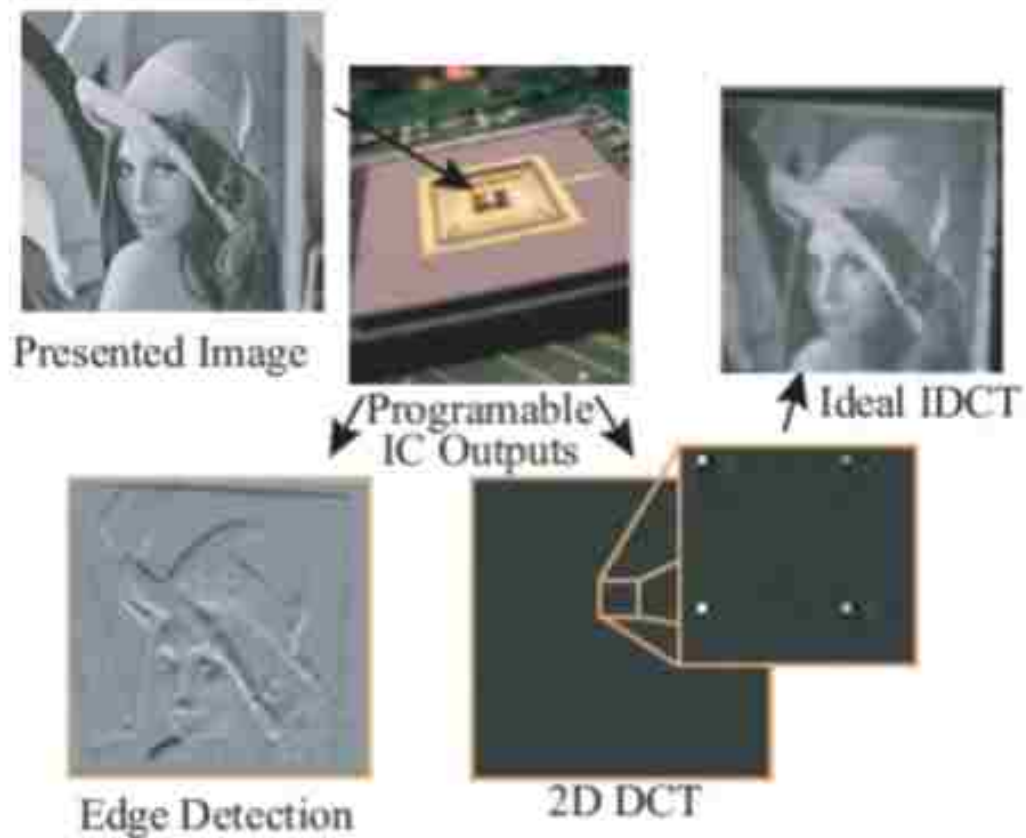 Presented Image
Programable
IC Outputs
Ideal IDCT
Edge Detection
2D DCT